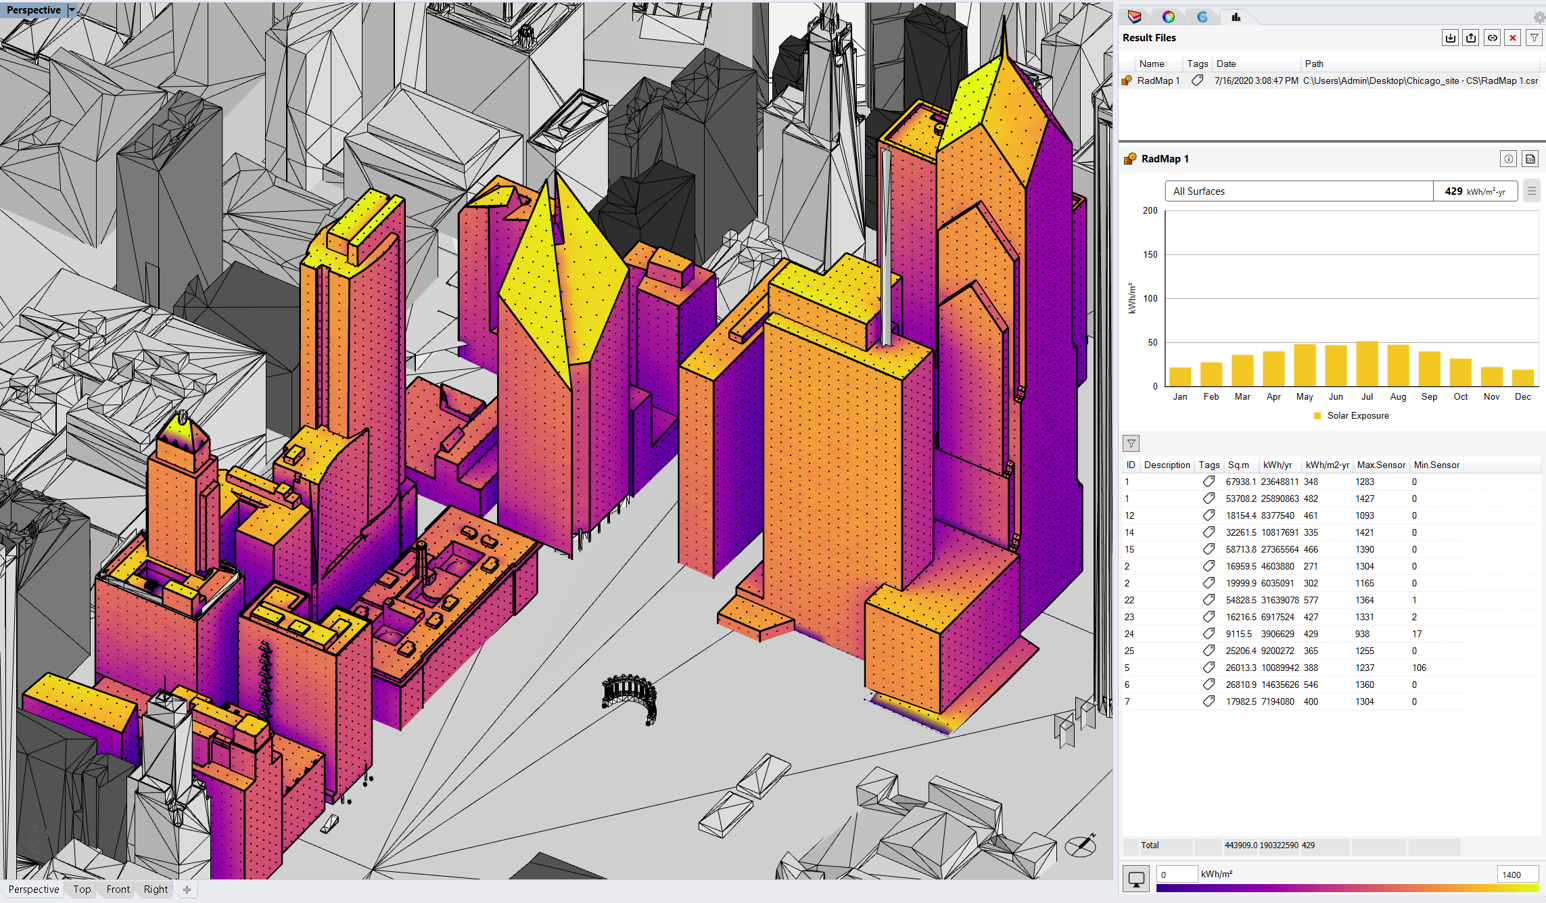 Perspective
Result Files
Name Tags Date Path
RadMap 1 7/16/2020 3:08:47 PM C:\Users\Admin\Desktop\Chicago_site - CS\RadMap 1.csr
RadMap 1
All Surfaces 429 kWh/m²-yr
200
150
100
50
0
kWh/m²
Jan Feb Mar Apr May Jun Jul Aug Sep Oct Nov Dec
Solar Exposure
ID Description Tags Sq.m kWh/yr kWh/m2-yr Max.Sensor Min.Sensor
1 67938.1 23648811 348 1283 0
1 53708.2 25890863 482 1427 0
12 18154.4 8377540 461 1093 0
14 32261.5 10817691 335 1421 0
15 58713.8 27365564 466 1390 0
2 16959.5 4603880 271 1304 0
2 19999.9 6035091 302 1165 0
22 54828.5 31639078 577 1364 1
23 16216.5 6917524 427 1331 2
24 9115.5 3906629 429 938 17
25 25206.4 9200272 365 1255 0
5 26013.3 10089942 388 1237 106
6 26810.9 14635626 546 1360 0
7 17982.5 7194080 400 1304 0
Total 443909.0 190322590 429
0 kWh/m² 1400
Perspective Top Front Right